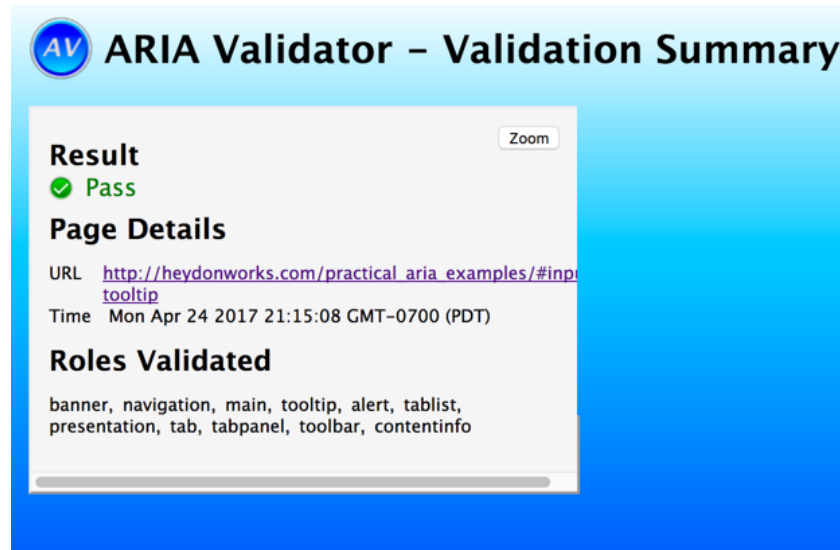 AV ARIA Validator – Validation Summary
Zoom
Result
Pass
Page Details
URL http://heydonworks.com/practical_aria_examples/#inpu
tooltip
Time Mon Apr 24 2017 21:15:08 GMT-0700 (PDT)
Roles Validated
banner, navigation, main, tooltip, alert, tablist,
presentation, tab, tabpanel, toolbar, contentinfo